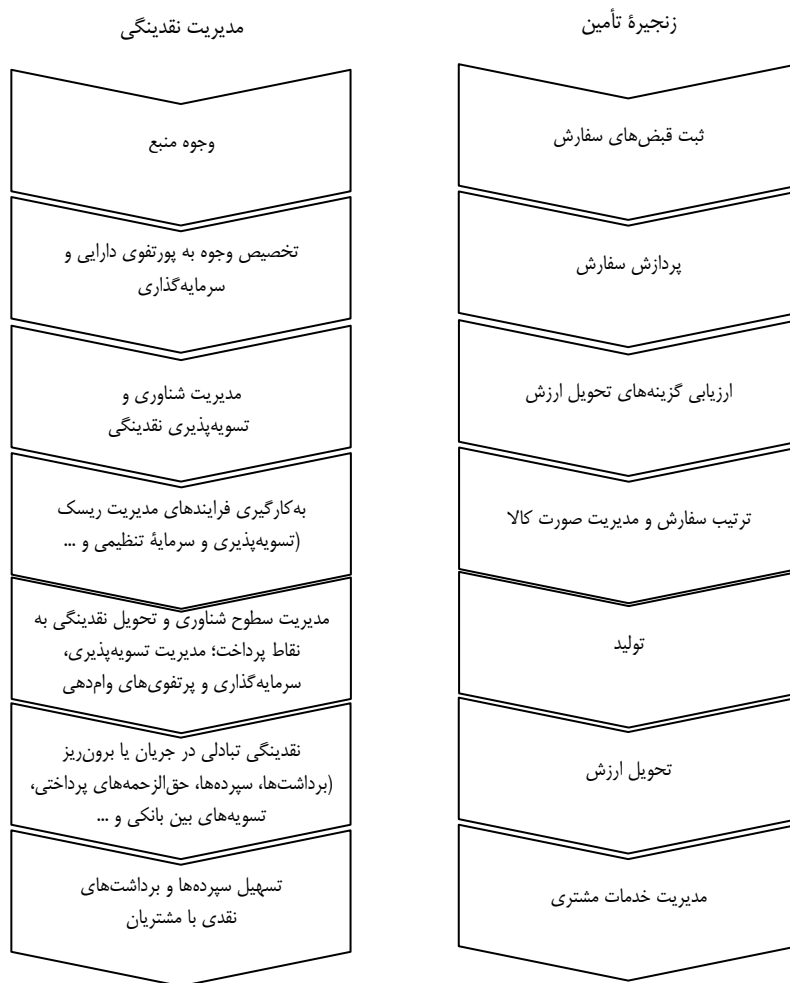 زنجیرهٔ تأمین
ثبت قبض‌های سفارش
پردازش سفارش
ارزیابی گزینه‌های تحویل ارزش
ترتیب سفارش و مدیریت صورت کالا
تولید
تحویل ارزش
مدیریت خدمات مشتری
مدیریت نقدینگی
وجوه منبع
تخصیص وجوه به پورتفوی دارایی و
سرمایه‌گذاری
مدیریت شناوری و
تسویه‌پذیری نقدینگی
به‌کارگیری فرایندهای مدیریت ریسک
(تسویه‌پذیری و سرمایهٔ تنظیمی و ...
مدیریت سطوح شناوری و تحویل نقدینگی به
نقاط پرداخت؛ مدیریت تسویه‌پذیری،
سرمایه‌گذاری و پرتفوی‌های وام‌دهی
نقدینگی تبادلی در جریان یا برون‌ریز
(برداشت‌ها، سپرده‌ها، حق‌الزحمه‌های پرداختی،
تسویه‌های بین بانکی و ...
تسهیل سپرده‌ها و برداشت‌های
نقدی با مشتریان